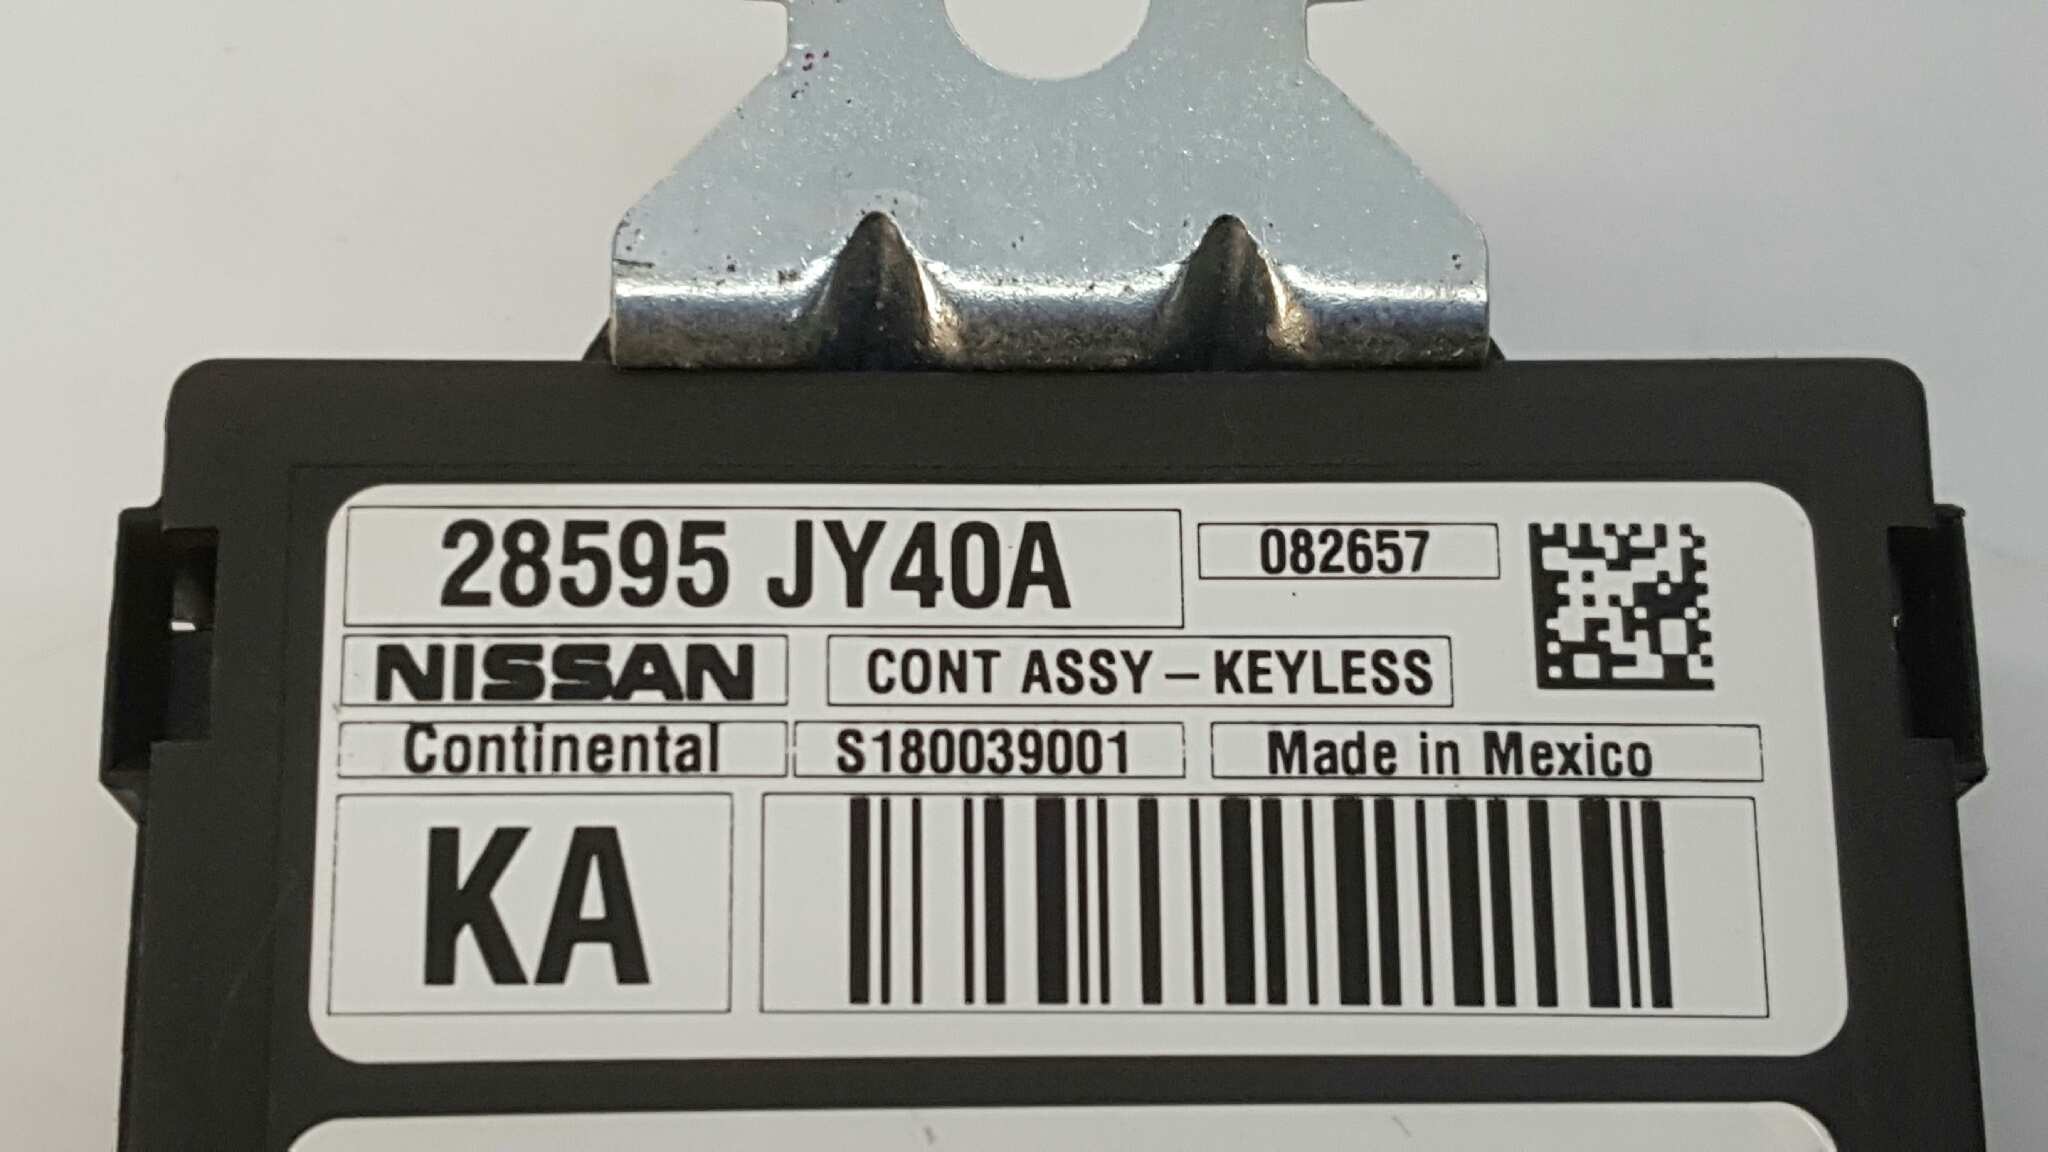 28595 JY40A 082657
NISSAN CONT ASSY – KEYLESS
Continental S180039001 Made in Mexico
KA